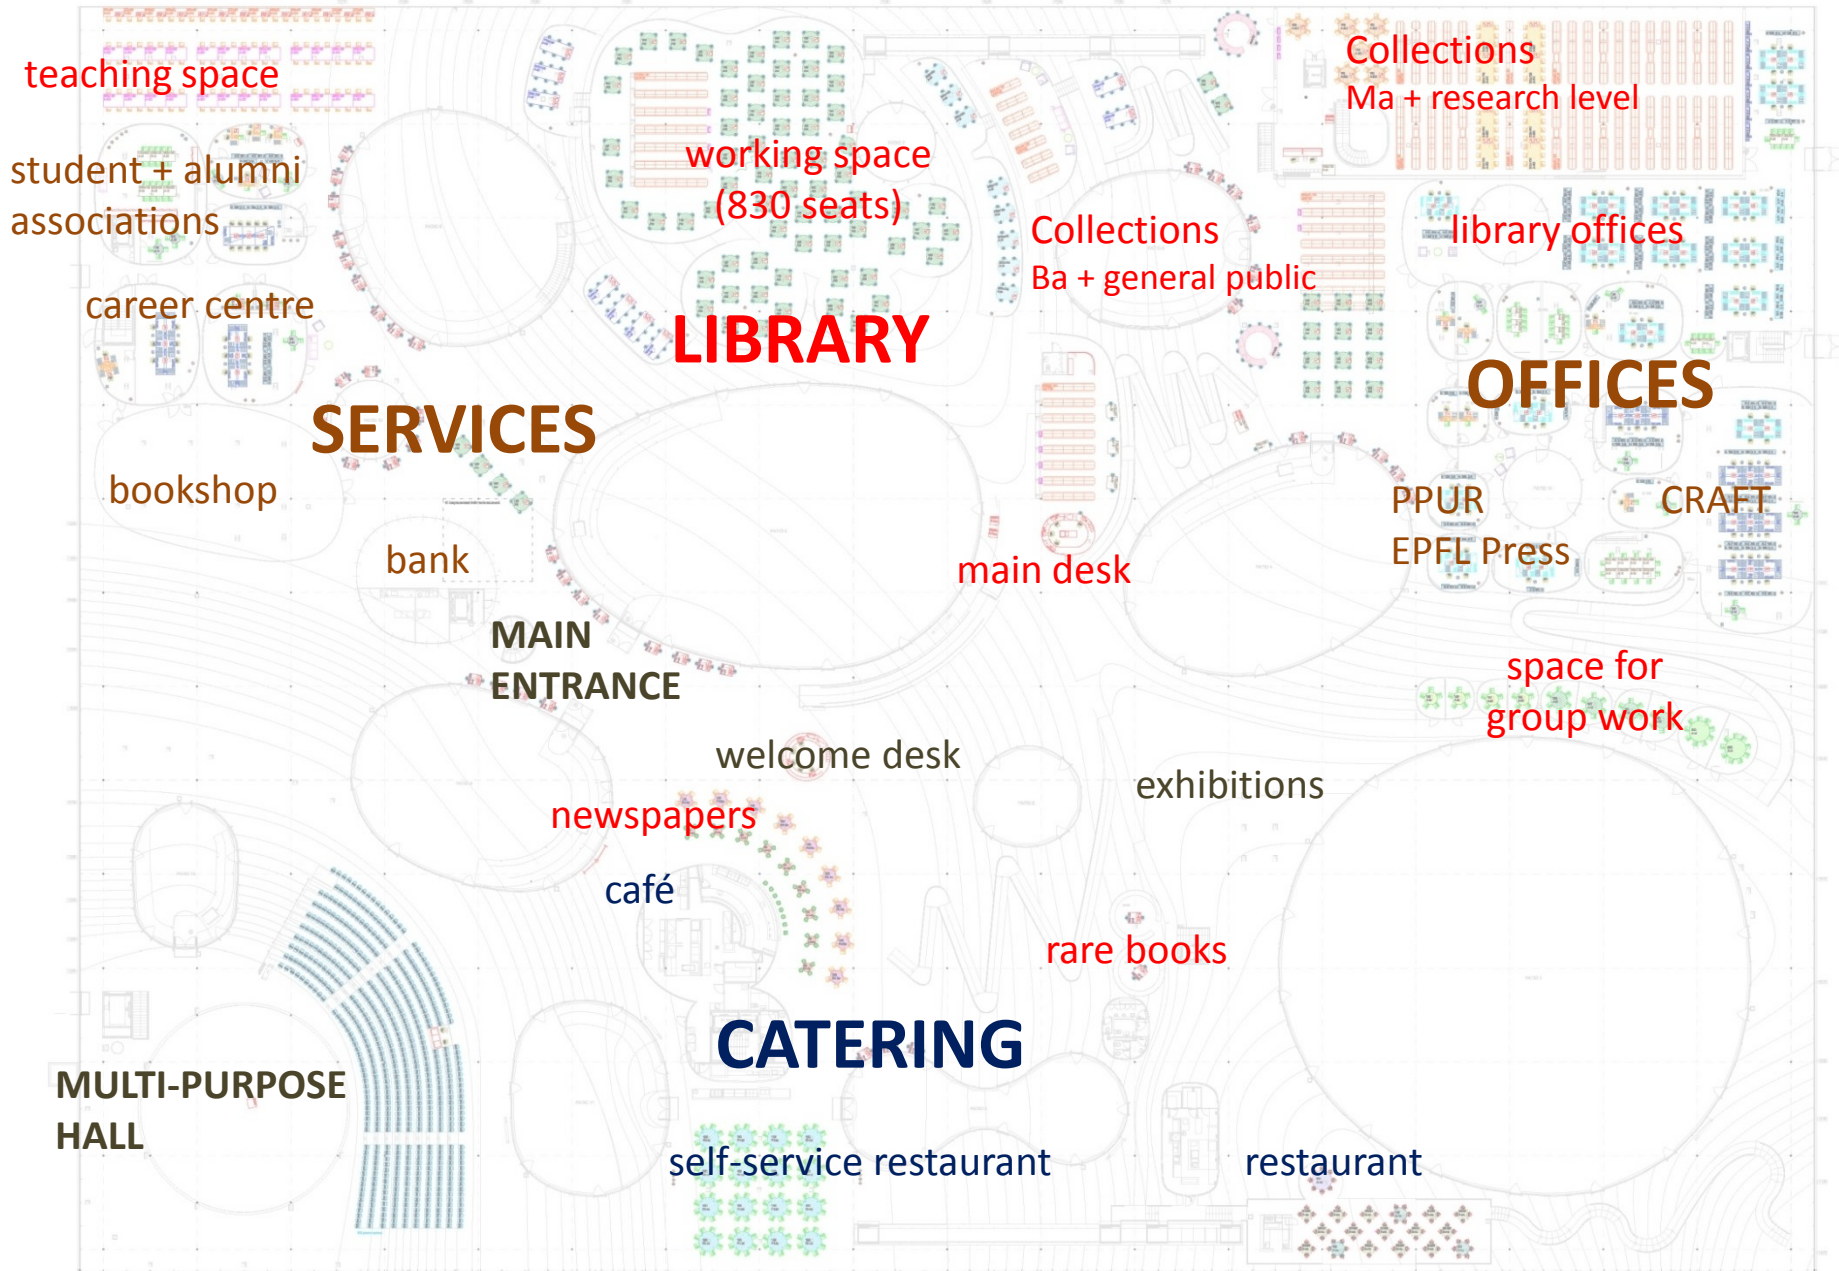 teaching space
Collections
Ma + research level
working space
(830 seats)
student + alumni
associations
Collections
Ba + general public
library offices
career centre
LIBRARY
OFFICES
SERVICES
bookshop
PPUR
EPFL Press
CRAFT
bank
main desk
MAIN
ENTRANCE
space for
group work
welcome desk
exhibitions
newspapers
café
rare books
CATERING
MULTI-PURPOSE
HALL
self-service restaurant
restaurant